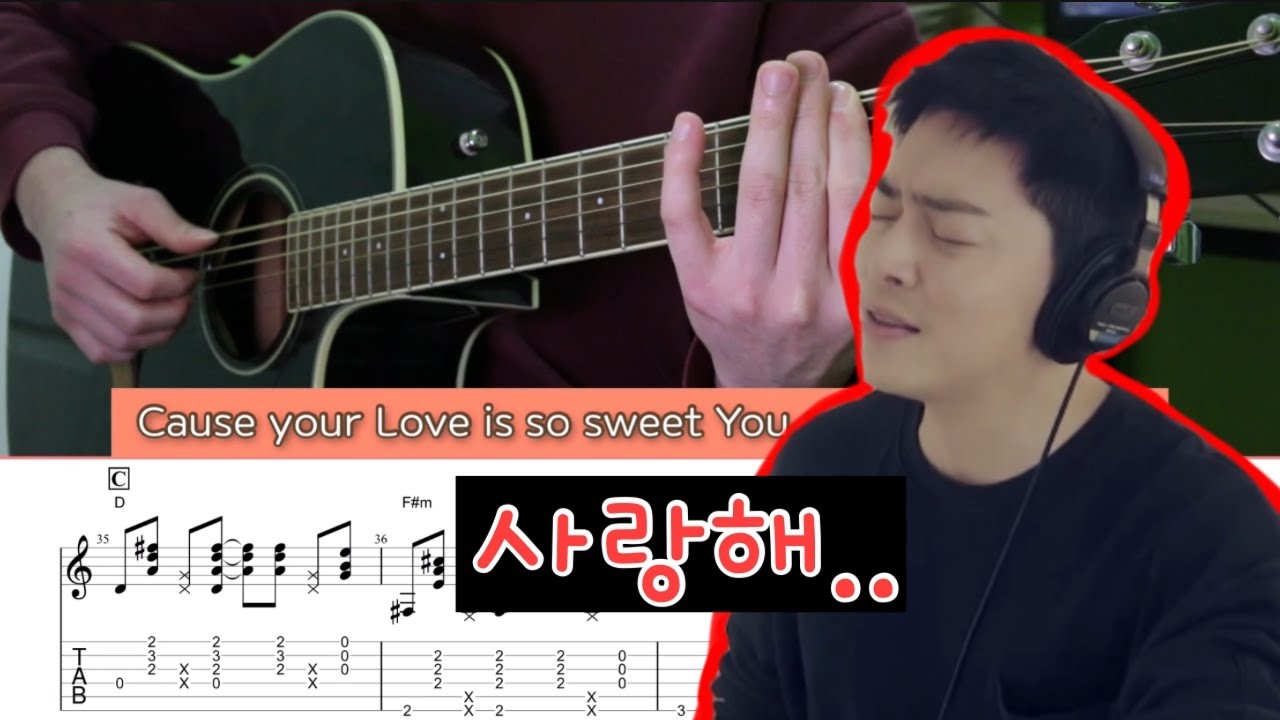 Cause your Love is so sweet You
C
D
F#m
사랑해..
35
36
T
A
B
2 2 2 0 
3 3 3 0 2 2 2 0
2 X 2 2 X 0 2 2 2 0
0 X 0 X 2 2 2 0
X X
2 X 2 X 3